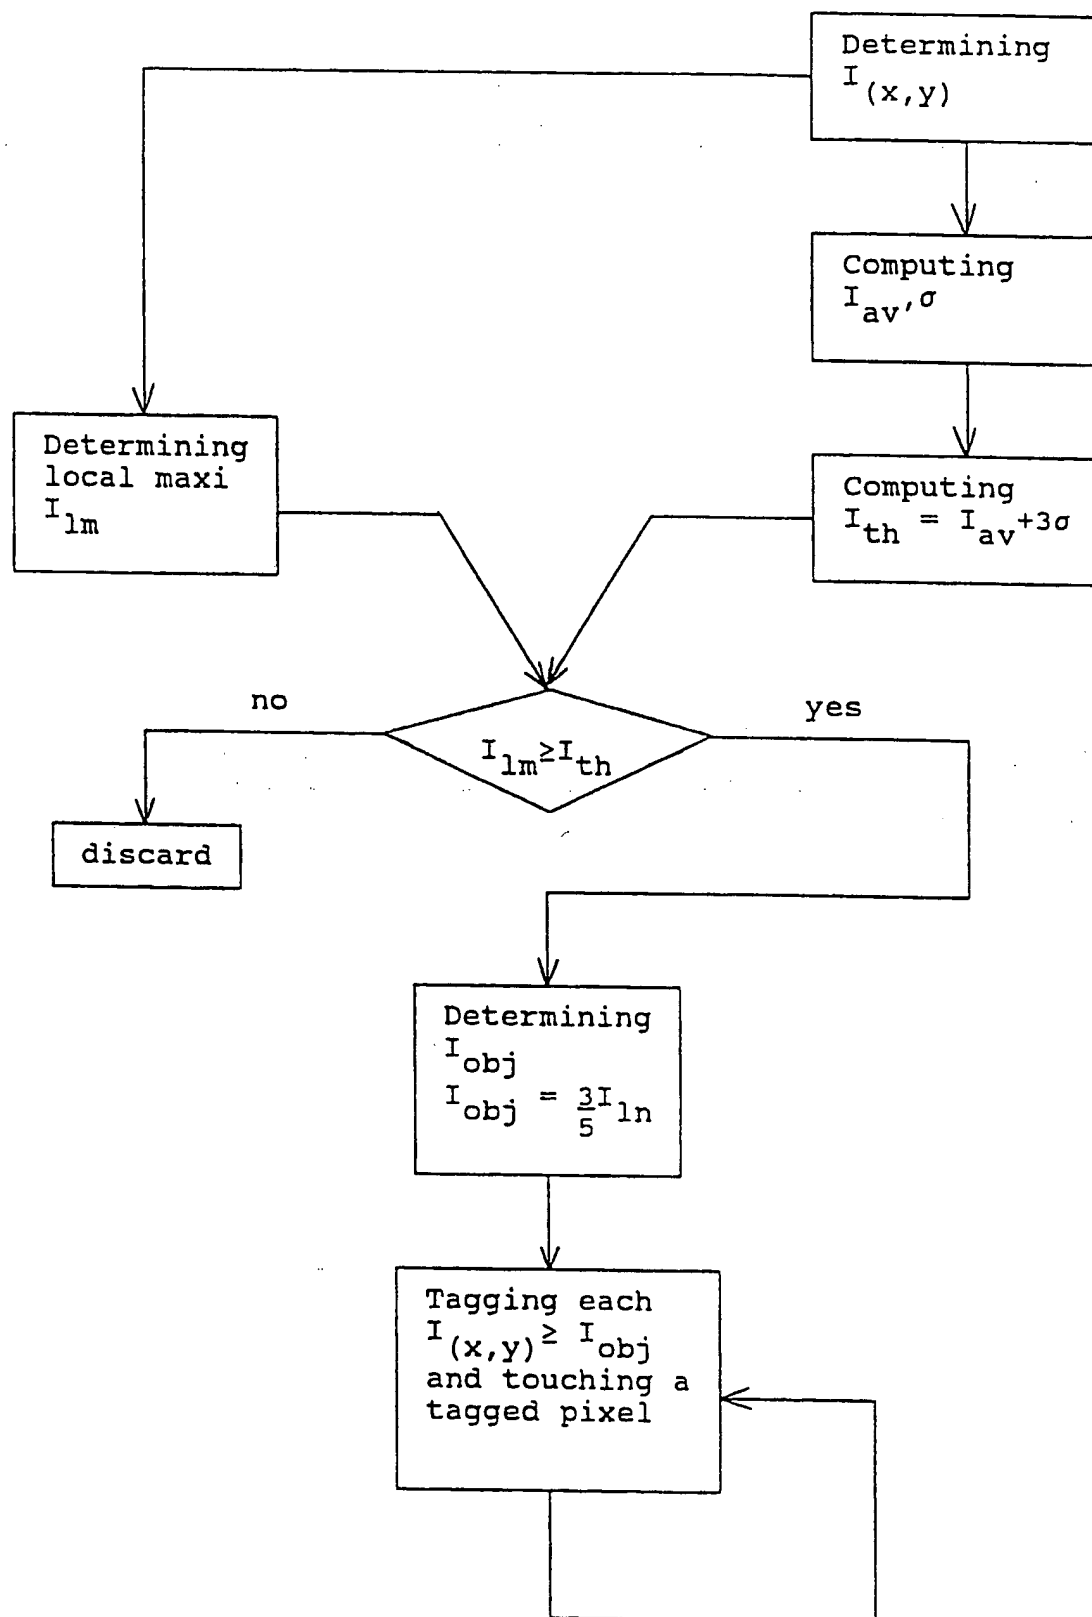 Determining
I(x,y)
Computing
Iav,σ
Determining
local maxi
Ilm
Computing
Ith = Iav+3σ
no
yes
Ilm≥Ith
discard
Determining
Iobj
Iobj = 3/5 Iln
Tagging each
I(x,y)≥ Iobj
and touching a
tagged pixel